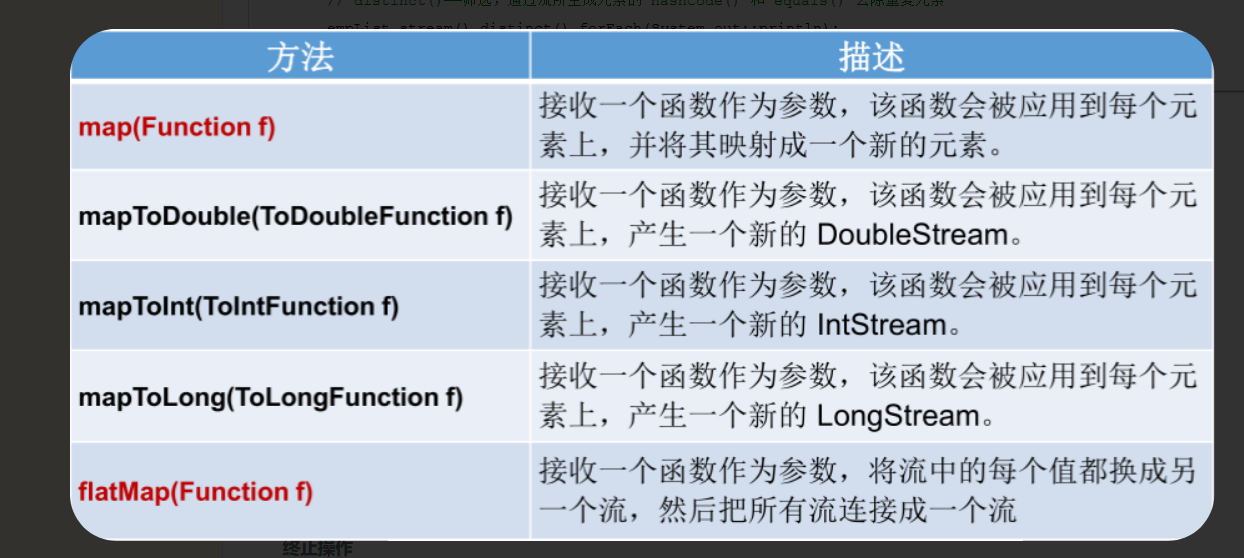 // distinct()——筛选，通过流所生成元素的 hashCode() 和 equals() 去除重复元素
empList.stream().distinct().forEach(System.out::println);
方法 描述
map(Function f) 接收一个函数作为参数，该函数会被应用到每个元
素上，并将其映射成一个新的元素。
mapToDouble(ToDoubleFunction f) 接收一个函数作为参数，该函数会被应用到每个元
素上，产生一个新的 DoubleStream。
mapToInt(ToIntFunction f) 接收一个函数作为参数，该函数会被应用到每个元
素上，产生一个新的 IntStream。
mapToLong(ToLongFunction f) 接收一个函数作为参数，该函数会被应用到每个元
素上，产生一个新的 LongStream。
flatMap(Function f) 接收一个函数作为参数，将流中的每个值都换成另
一个流，然后把所有流连接成一个流
终止操作